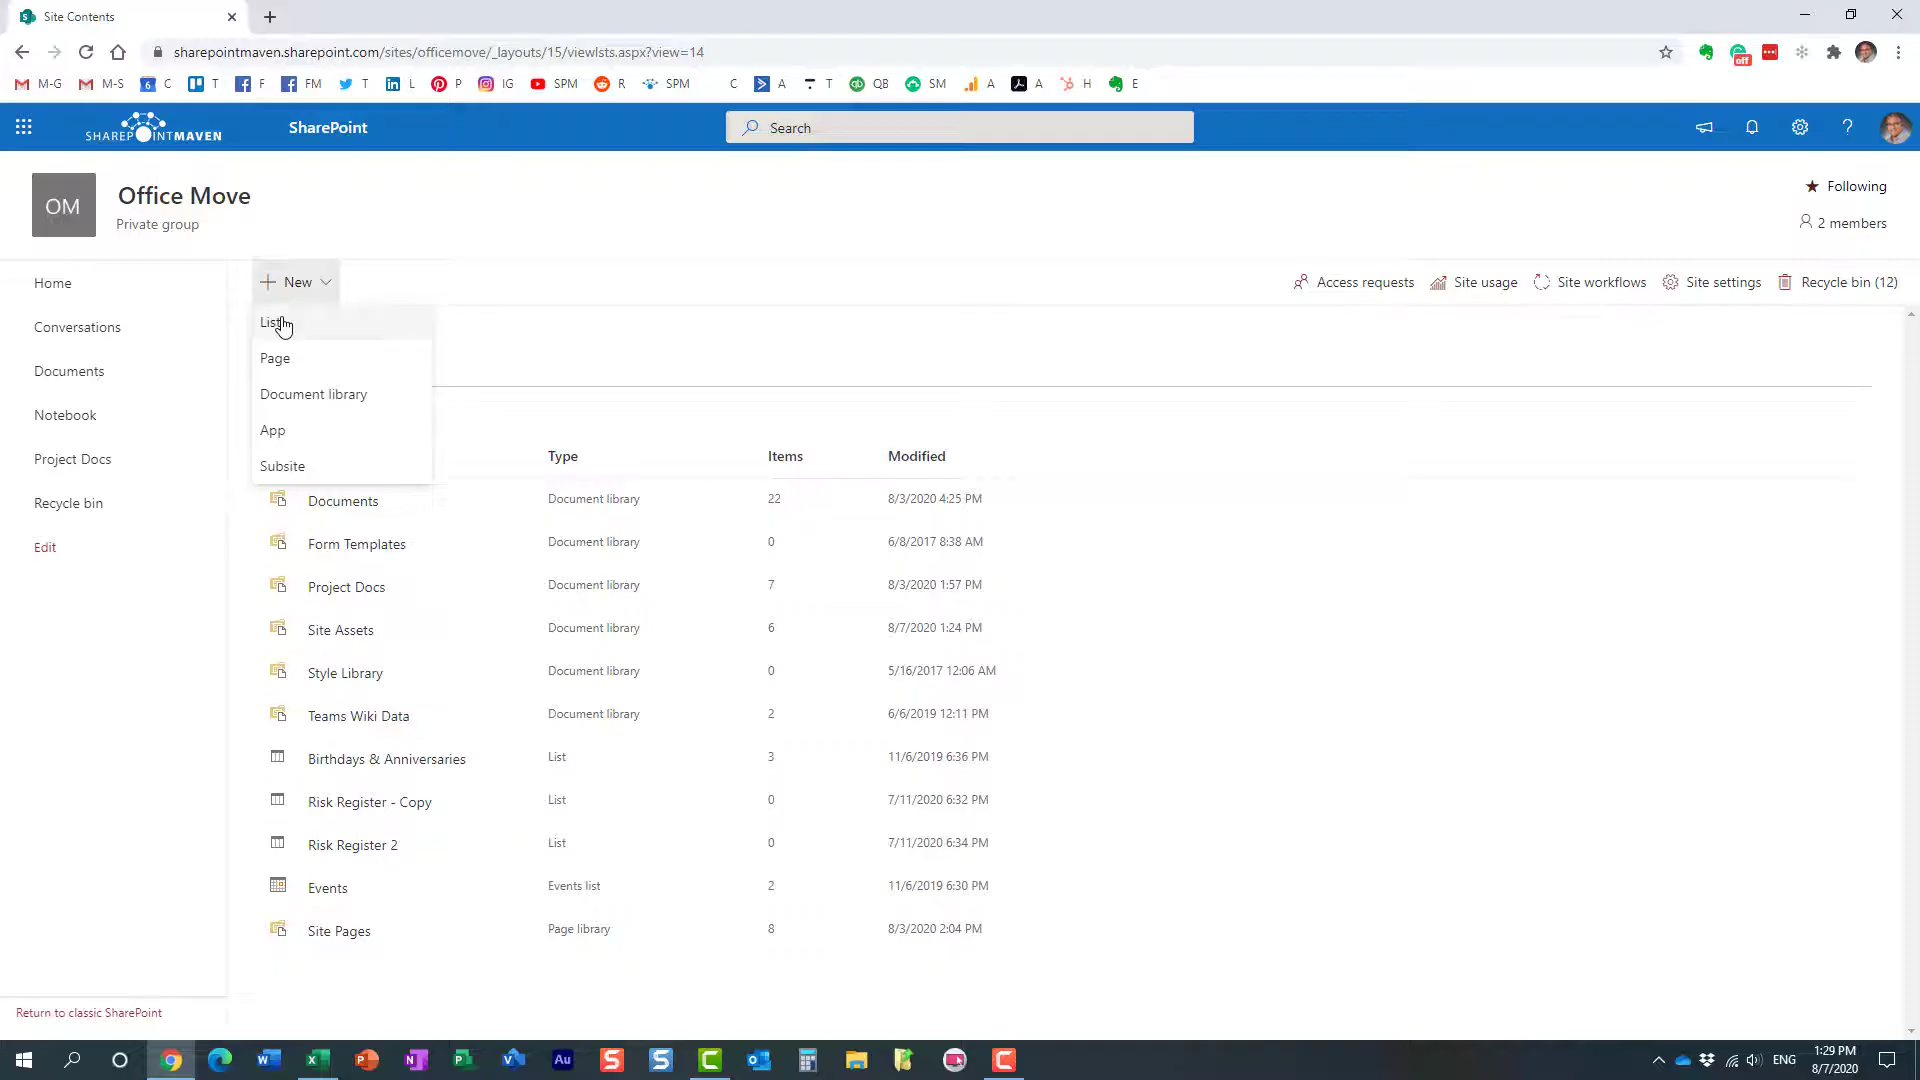 Site Contents
sharepointmaven.sharepoint.com/sites/officemove/_layouts/15/viewlsts.aspx?view=14
M-G M-S C T F FM T L P IG SPM R SPM C A T QB SM A A H E
off
SHAREPOINTMAVEN SharePoint Search
OM
Office Move
Private group
Following
2 members
New
Access requests Site usage Site workflows Site settings Recycle bin (12)
List
Page
Document library
App
Subsite
Home
Conversations
Documents
Notebook
Project Docs
Recycle bin
Edit
Type Items Modified
Documents Document library 22 8/3/2020 4:25 PM
Form Templates Document library 0 6/8/2017 8:38 AM
Project Docs Document library 7 8/3/2020 1:57 PM
Site Assets Document library 6 8/7/2020 1:24 PM
Style Library Document library 0 5/16/2017 12:06 AM
Teams Wiki Data Document library 2 6/6/2019 12:11 PM
Birthdays & Anniversaries List 3 11/6/2019 6:36 PM
Risk Register - Copy List 0 7/11/2020 6:32 PM
Risk Register 2 List 0 7/11/2020 6:34 PM
Events Events list 2 11/6/2019 6:30 PM
Site Pages Page library 8 8/3/2020 2:04 PM
Return to classic SharePoint
ENG
1:29 PM
8/7/2020